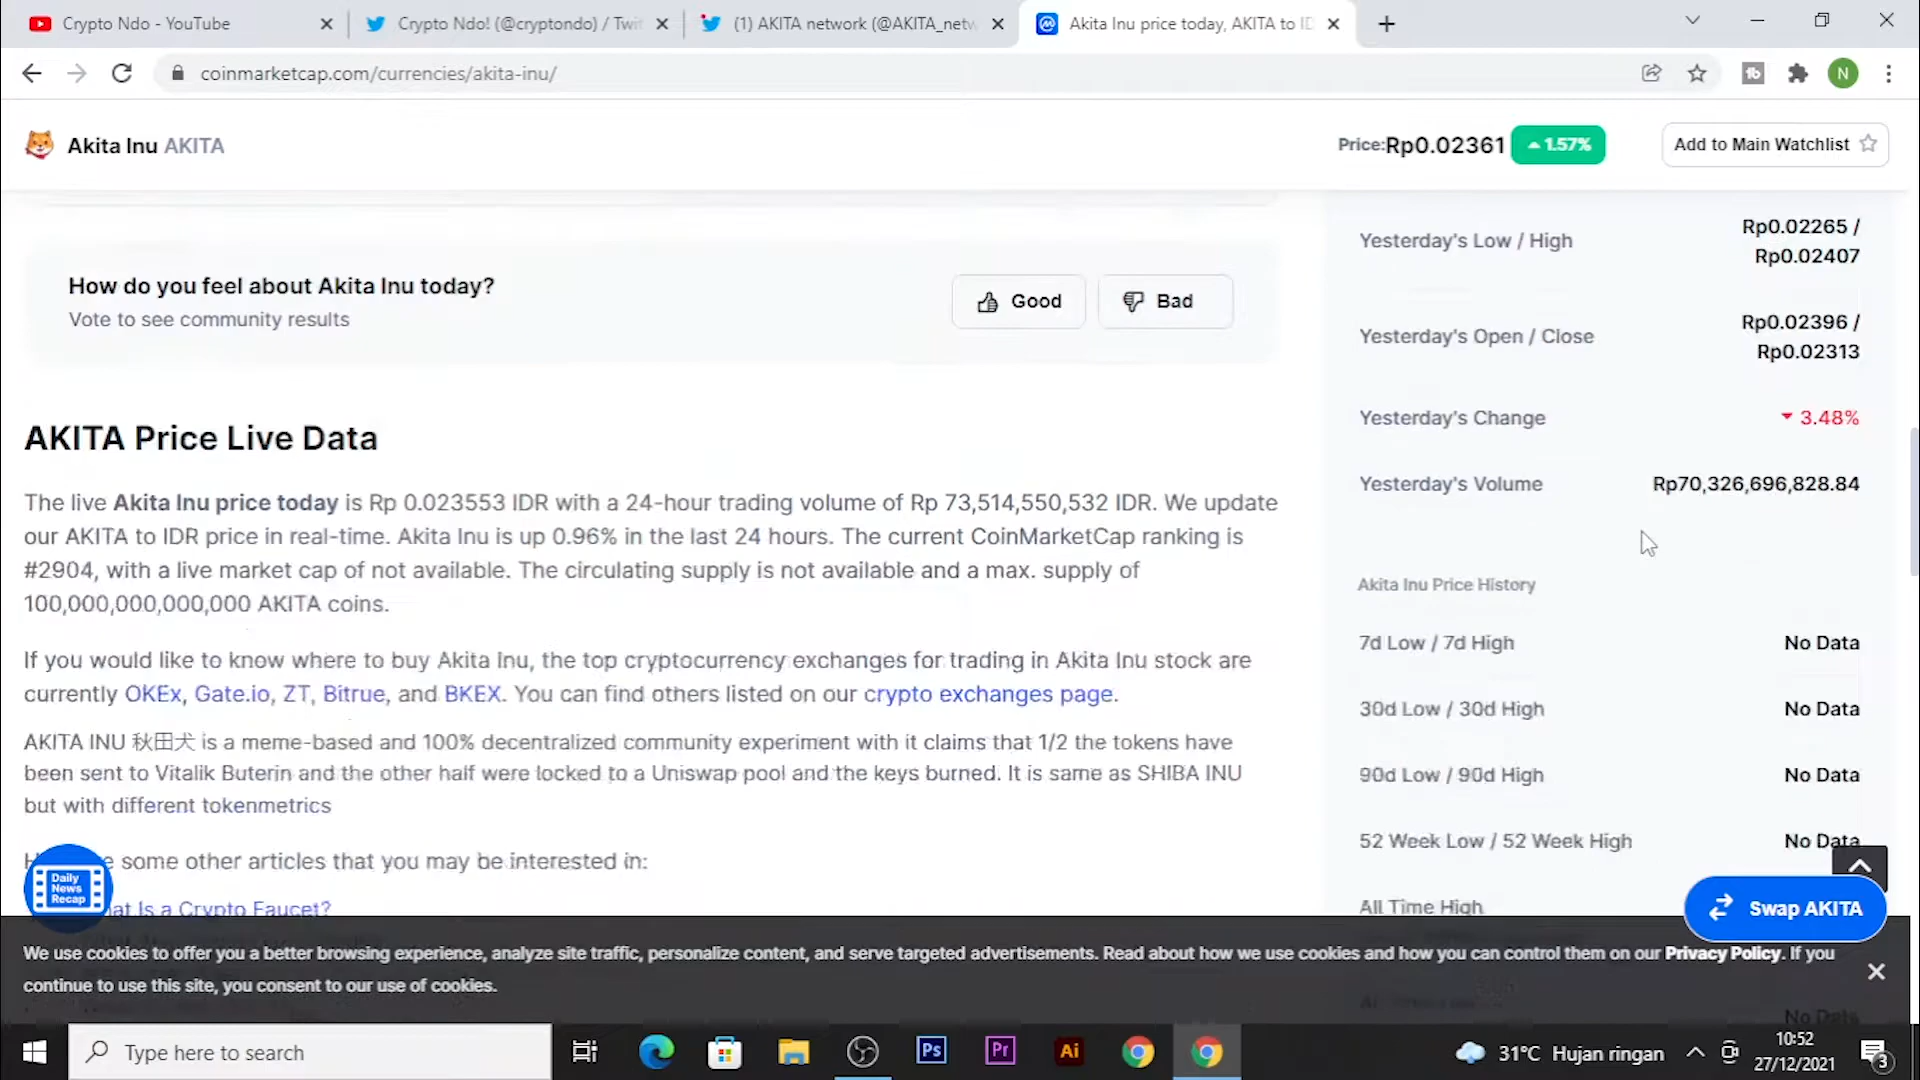 Crypto Ndo - YouTube
Crypto Ndo! (@cryptondo) / Twit
(1) AKITA network (@AKITA_netw
Akita Inu price today, AKITA to ID
coinmarketcap.com/currencies/akita-inu/
N
Akita Inu AKITA
Price:Rp0.02361
1.57%
Add to Main Watchlist
How do you feel about Akita Inu today?
Vote to see community results
Good
Bad
AKITA Price Live Data
The live Akita Inu price today is Rp 0.023553 IDR with a 24-hour trading volume of Rp 73,514,550,532 IDR. We update
our AKITA to IDR price in real-time. Akita Inu is up 0.96% in the last 24 hours. The current CoinMarketCap ranking is
#2904, with a live market cap of not available. The circulating supply is not available and a max. supply of
100,000,000,000,000 AKITA coins.
If you would like to know where to buy Akita Inu, the top cryptocurrency exchanges for trading in Akita Inu stock are
currently OKEx, Gate.io, ZT, Bitrue, and BKEX. You can find others listed on our crypto exchanges page.
AKITA INU 秋田犬 is a meme-based and 100% decentralized community experiment with it claims that 1/2 the tokens have
been sent to Vitalik Buterin and the other half were locked to a Uniswap pool and the keys burned. It is same as SHIBA INU
but with different tokenmetrics
some other articles that you may be interested in:
Is a Crypto Faucet?
Daily
News
Recap
Yesterday's Low / High
Rp0.02265 /
Rp0.02407
Yesterday's Open / Close
Rp0.02396 /
Rp0.02313
Yesterday's Change
3.48%
Yesterday's Volume
Rp70,326,696,828.84
Akita Inu Price History
7d Low / 7d High
No Data
30d Low / 30d High
No Data
90d Low / 90d High
No Data
52 Week Low / 52 Week High
No Data
All Time High
No Data
Swap AKITA
We use cookies to offer you a better browsing experience, analyze site traffic, personalize content, and serve targeted advertisements. Read about how we use cookies and how you can control them on our Privacy Policy. If you
continue to use this site, you consent to our use of cookies.
Type here to search
Ps
Pr
Ai
31°C Hujan ringan
10:52
27/12/2021
3